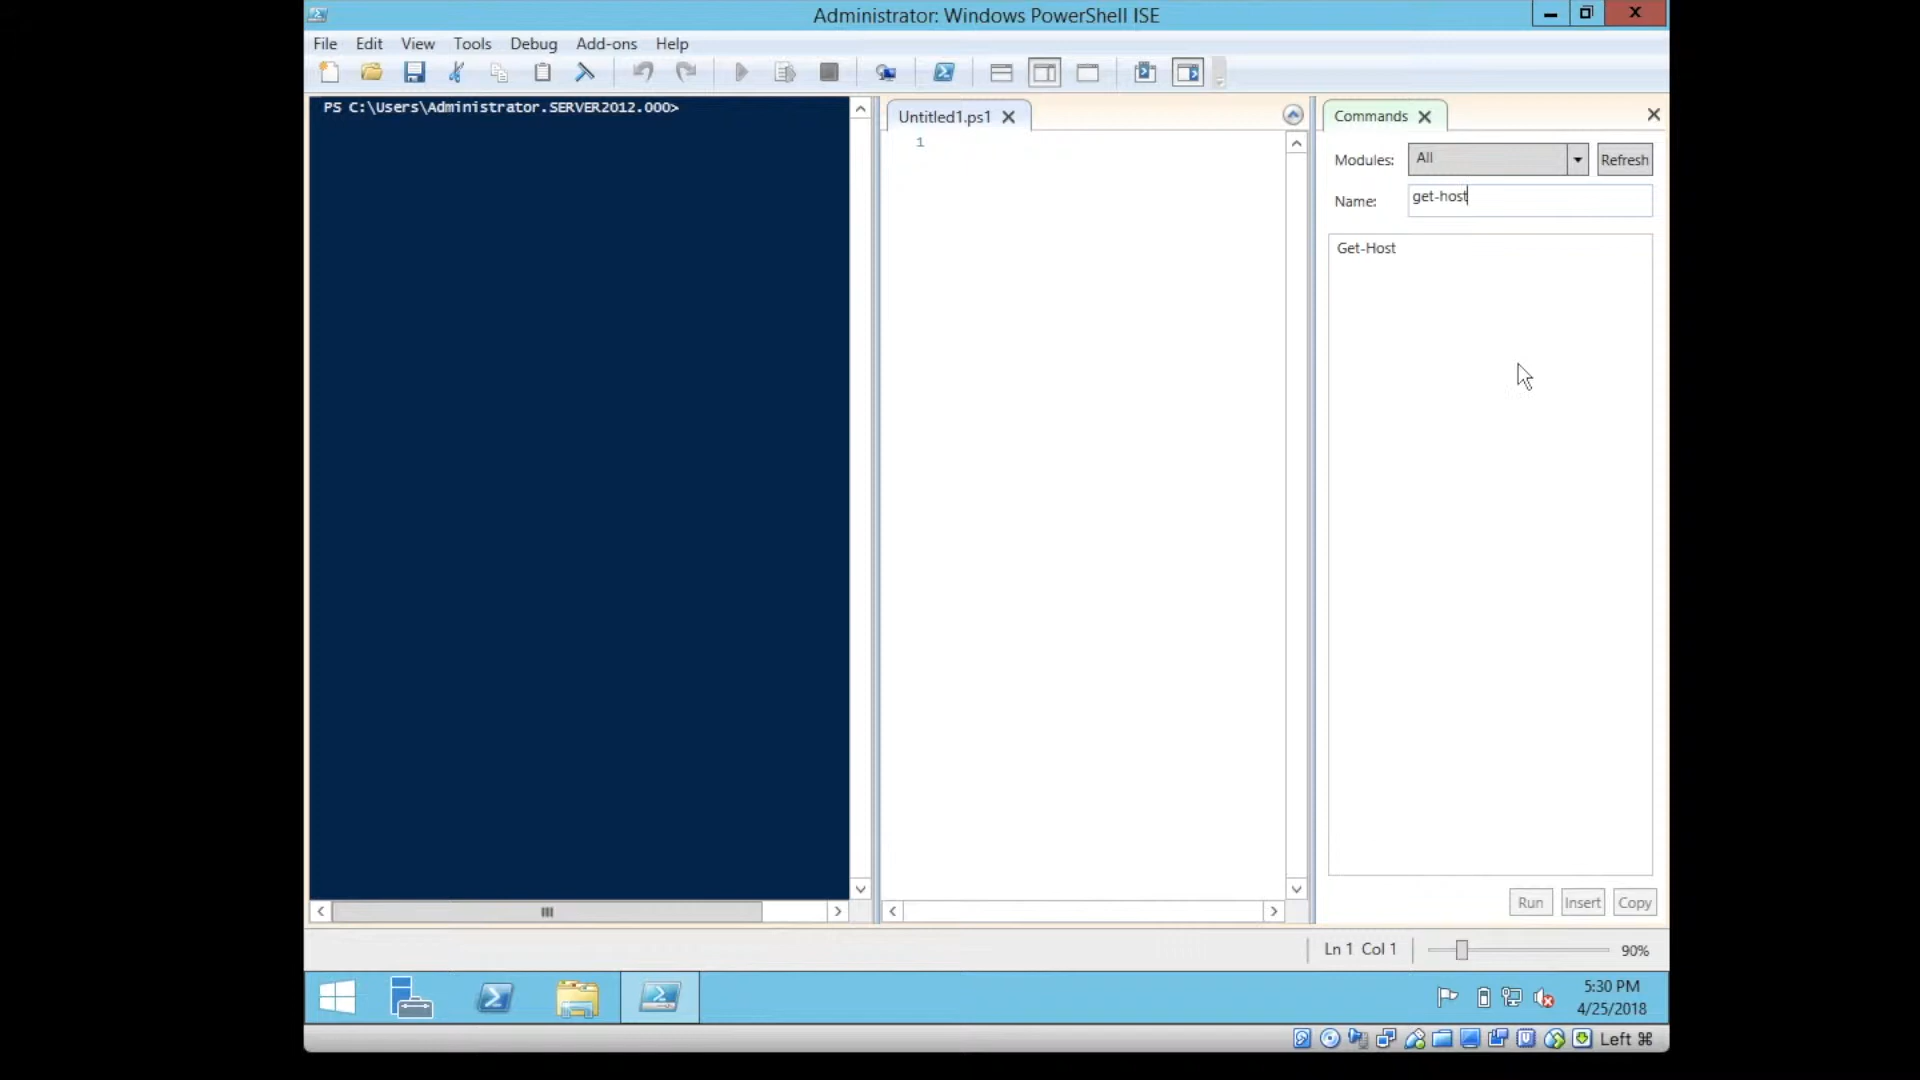 Administrator: Windows PowerShell ISE
File Edit View Tools Debug Add-ons Help
PS C:\Users\Administrator.SERVER2012.000>
Untitled1.ps1
1
Commands
Modules: All Refresh
Name: get-host
Get-Host
Run Insert Copy
Ln 1 Col 1 90%
5:30 PM
4/25/2018
Left ⌘